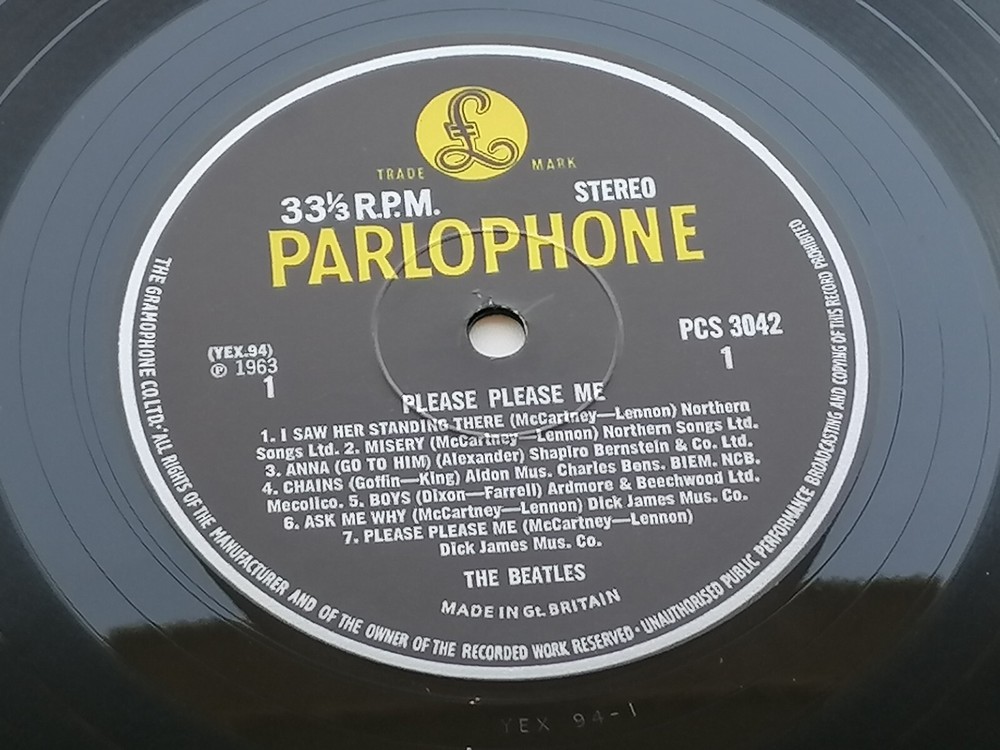 £
TRADE MARK
33⅓ R.P.M. STEREO
PARLOPHONE
(YEX.94) PCS 3042
℗ 1963
1 1
PLEASE PLEASE ME
1. I SAW HER STANDING THERE (McCartney—Lennon) Northern
Songs Ltd. 2. MISERY (McCartney—Lennon) Northern Songs Ltd.
3. ANNA (GO TO HIM) (Alexander) Shapiro Bernstein & Co. Ltd.
4. CHAINS (Goffin—King) Aldon Mus. Charles Bens. BIEM. NCB.
Mecolico. 5. BOYS (Dixon—Farrell) Ardmore & Beechwood Ltd.
6. ASK ME WHY (McCartney—Lennon) Dick James Mus. Co.
7. PLEASE PLEASE ME (McCartney—Lennon)
Dick James Mus. Co.
THE BEATLES
MADE IN Gt. BRITAIN
THE GRAMOPHONE CO. LTD. · ALL RIGHTS OF THE MANUFACTURER AND OF THE OWNER OF THE RECORDED WORK RESERVED · UNAUTHORISED PUBLIC PERFORMANCE BROADCASTING AND COPYING OF THIS RECORD PROHIBITED
YEX 94-1